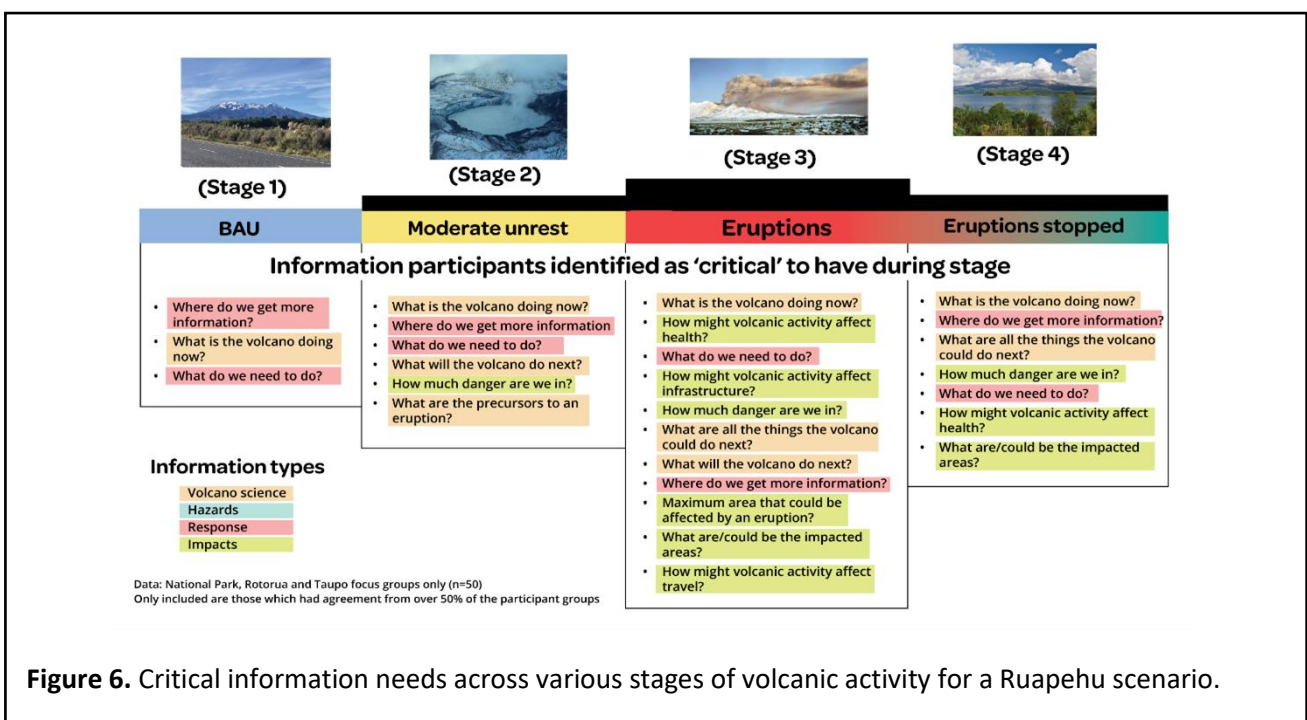 (Stage 1)
(Stage 2)
(Stage 3)
(Stage 4)
BAU
Moderate unrest
Eruptions
Eruptions stopped
Information participants identified as ‘critical’ to have during stage
• Where do we get more
information?
• What is the volcano doing
now?
• What do we need to do?
• What is the volcano doing now?
• Where do we get more information
• What do we need to do?
• What will the volcano do next?
• How much danger are we in?
• What are the precursors to an
eruption?
• What is the volcano doing now?
• How might volcanic activity affect
health?
• What do we need to do?
• How might volcanic activity affect
infrastructure?
• How much danger are we in?
• What are all the things the volcano
could do next?
• What will the volcano do next?
• Where do we get more information?
• Maximum area that could be
affected by an eruption?
• What are/could be the impacted
areas?
• How might volcanic activity affect
travel?
• What is the volcano doing now?
• Where do we get more information?
• What are all the things the volcano
could do next?
• How much danger are we in?
• What do we need to do?
• How might volcanic activity affect
health?
• What are/could be the impacted
areas?
Information types
Volcano science
Hazards
Response
Impacts
Data: National Park, Rotorua and Taupo focus groups only (n=50)
Only included are those which had agreement from over 50% of the participant groups
Figure 6. Critical information needs across various stages of volcanic activity for a Ruapehu scenario.